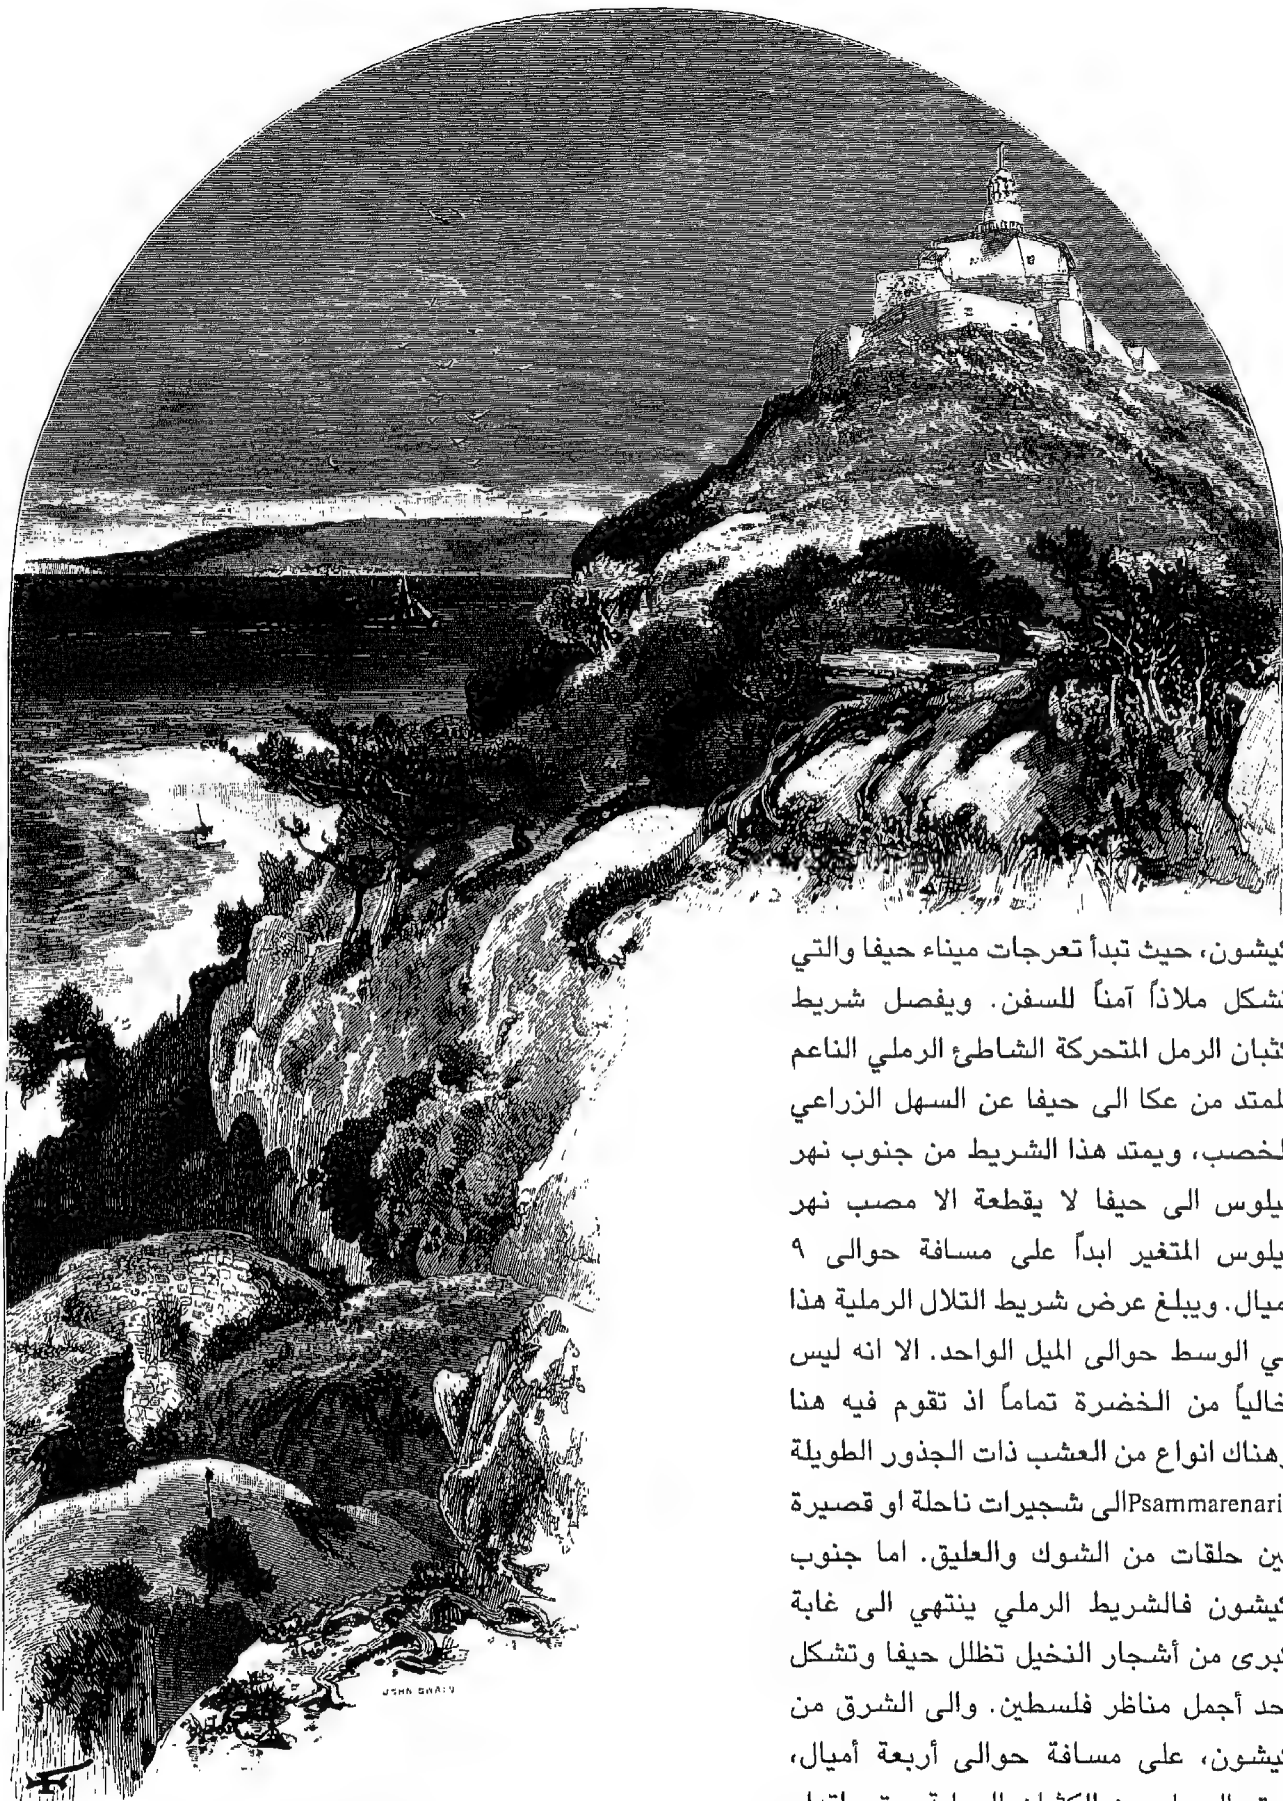 كيشون، حيث تبدأ تعرجات ميناء حيفا والتي
تشكل ملاذاً آمناً للسفن. ويفصل شريط
كثبان الرمل المتحركة الشاطئ الرملي الناعم
لمتد من عكا الى حيفا عن السهل الزراعي
لخصب، ويمتد هذا الشريط من جنوب نهر
يلوس الى حيفا لا يقطعة الا مصب نهر
يلوس المتغير ابداً على مسافة حوالى ٩
ميال. ويبلغ عرض شريط التلال الرملية هذا
في الوسط حوالى الميل الواحد. الا انه ليس
خالياً من الخضرة تماماً اذ تقوم فيه هنا
وهناك انواع من العشب ذات الجذور الطويلة
Psammarenari الى شجيرات ناحلة او قصيرة
بين حلقات من الشوك والعليق. اما جنوب
كيشون فالشريط الرملي ينتهي الى غابة
كبرى من أشجار النخيل تظلل حيفا وتشكل
حد أجمل مناظر فلسطين. والى الشرق من
كيشون، على مسافة حوالى أربعة أميال،
JOHN SWAIN